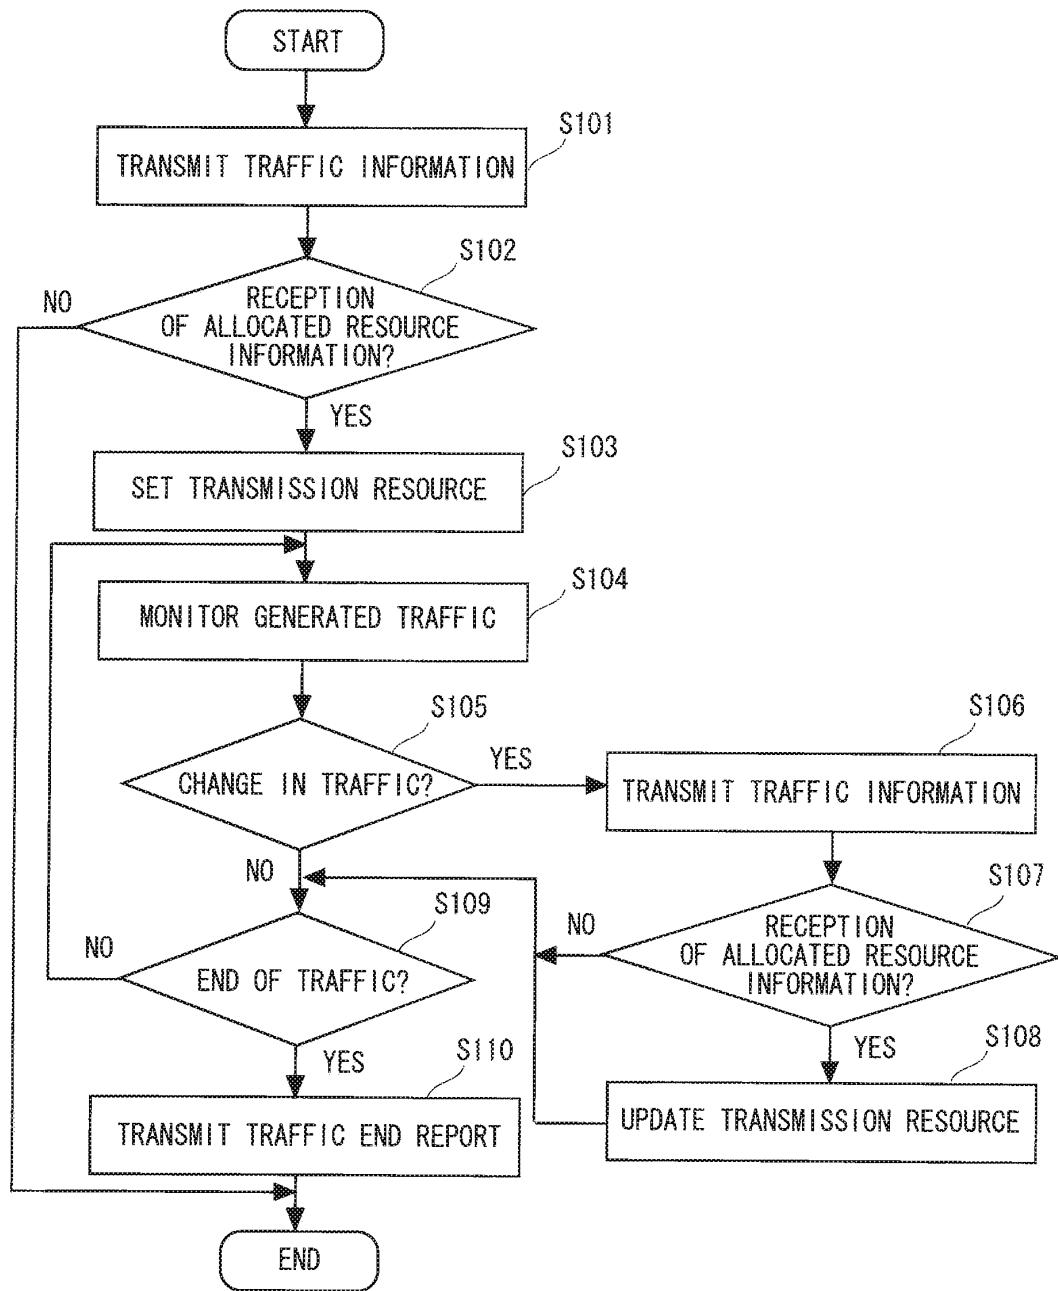 START
S101
TRANSMIT TRAFFIC INFORMATION
S102
NO
RECEPTION
OF ALLOCATED RESOURCE
INFORMATION?
YES
S103
SET TRANSMISSION RESOURCE
S104
MONITOR GENERATED TRAFFIC
S105
CHANGE IN TRAFFIC?
YES
S106
TRANSMIT TRAFFIC INFORMATION
NO
S107
RECEPTION
OF ALLOCATED RESOURCE
INFORMATION?
NO
YES
S108
UPDATE TRANSMISSION RESOURCE
S109
NO
END OF TRAFFIC?
YES
S110
TRANSMIT TRAFFIC END REPORT
END